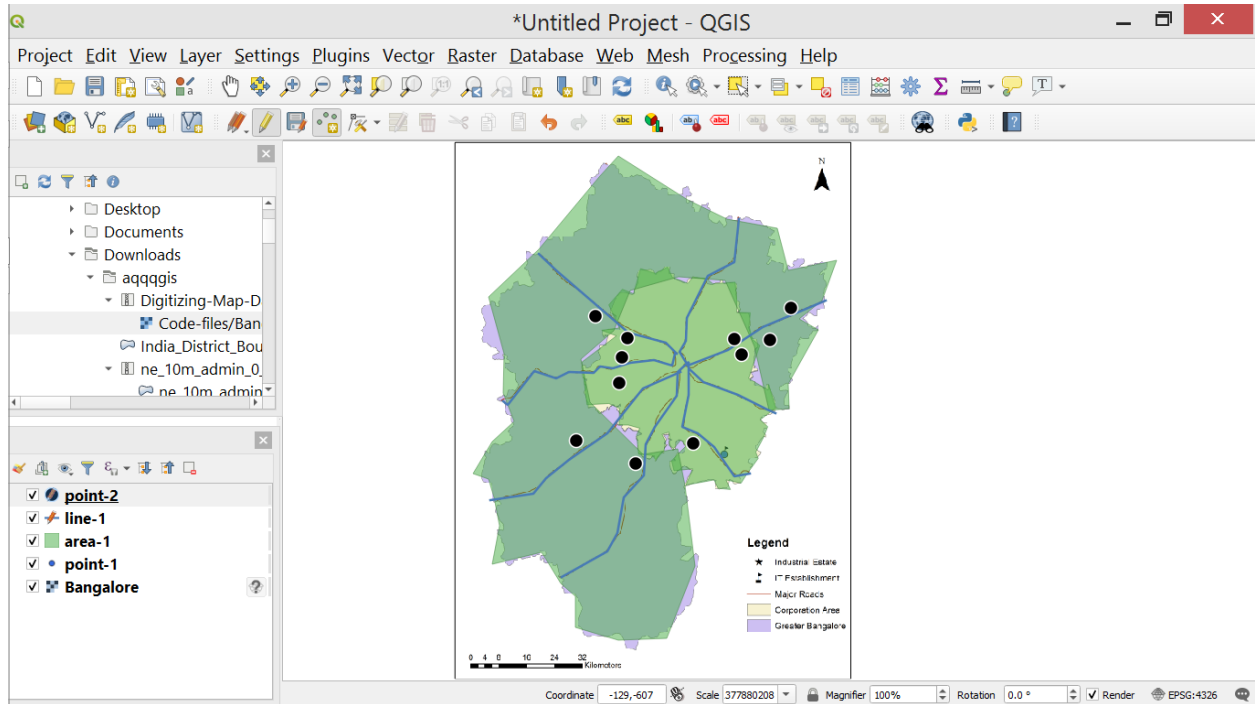 *Untitled Project - QGIS
Project Edit View Layer Settings Plugins Vector Raster Database Web Mesh Processing Help
Desktop
Documents
Downloads
aqqqgis
Digitizing-Map-D
Code-files/Ban
India_District_Bou
ne_10m_admin_0_
ne_10m_admin
point-2
line-1
area-1
point-1
Bangalore
N
Legend
Industrial Estate
IT Establishment
Major Roads
Corporation Area
Greater Bangalore
0 4 8 16 24 32
Kilometers
Coordinate -129,-607 Scale 377880208 Magnifier 100% Rotation 0.0 ° Render EPSG:4326